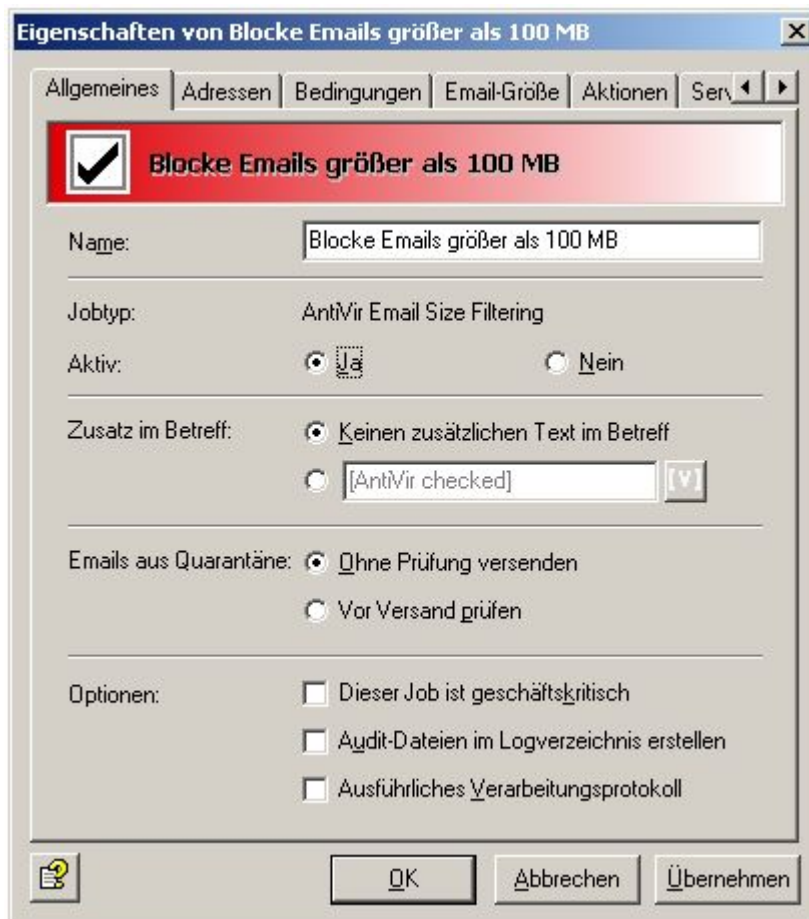 Eigenschaften von Blocke Emails größer als 100 MB
Allgemeines Adressen Bedingungen Email-Größe Aktionen
Blocke Emails größer als 100 MB
Name: Blocke Emails größer als 100 MB
Jobtyp: AntiVir Email Size Filtering
Aktiv: Ja Nein
Zusatz im Betreff: Keinen zusätzlichen Text im Betreff
[AntiVir checked] [V]
Emails aus Quarantäne: Ohne Prüfung versenden
Vor Versand prüfen
Optionen: Dieser Job ist geschäftskritisch
Audit-Dateien im Logverzeichnis erstellen
Ausführliches Verarbeitungsprotokoll
OK Abbrechen Übernehmen